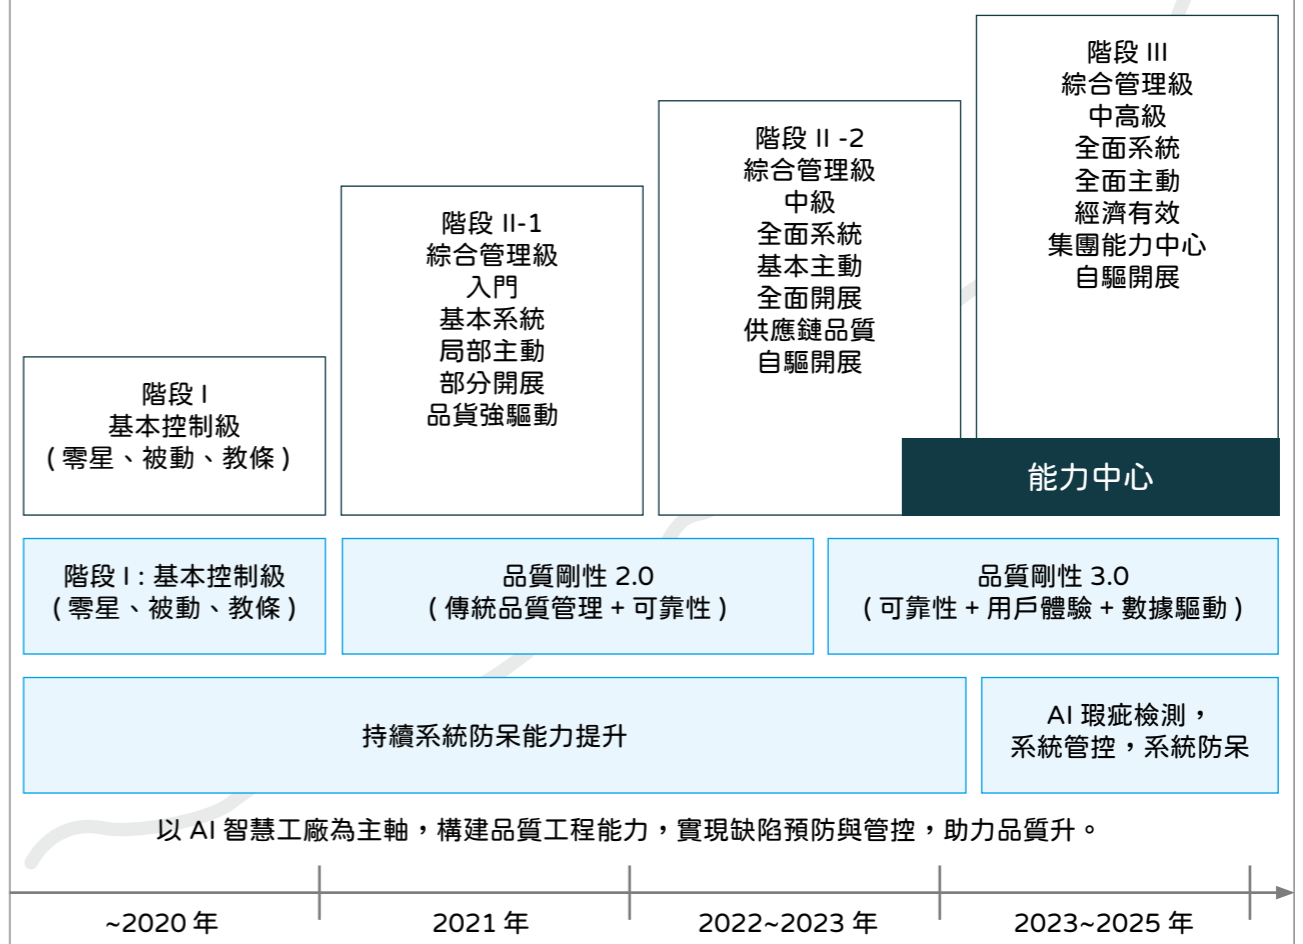 階段 I
基本控制級
( 零星、被動、教條 )
階段 II-1
綜合管理級
入門
基本系統
局部主動
部分開展
品貨強驅動
階段 II -2
綜合管理級
中級
全面系統
基本主動
全面開展
供應鏈品質
自驅開展
階段 III
綜合管理級
中高級
全面系統
全面主動
經濟有效
集團能力中心
自驅開展
能力中心
階段 I : 基本控制級
( 零星、被動、教條 )
品質剛性 2.0
( 傳統品質管理 + 可靠性 )
品質剛性 3.0
( 可靠性 + 用戶體驗 + 數據驅動 )
持續系統防呆能力提升
AI 瑕疵檢測，
系統管控，系統防呆
以 AI 智慧工廠為主軸，構建品質工程能力，實現缺陷預防與管控，助力品質升。
~2020 年
2021 年
2022~2023 年
2023~2025 年